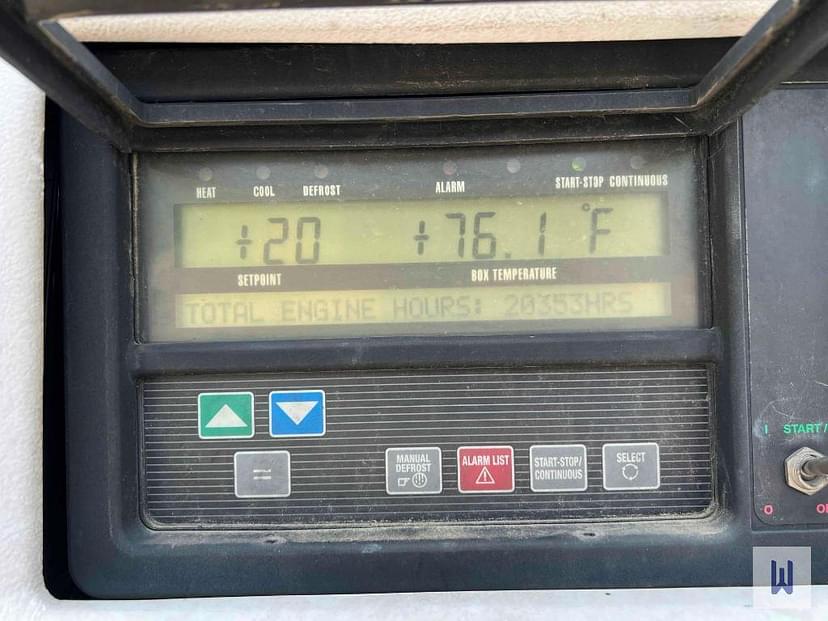 HEAT COOL DEFROST ALARM START-STOP CONTINUOUS
+20 +76.1 °F
SETPOINT BOX TEMPERATURE
TOTAL ENGINE HOURS: 20353HRS
MANUAL DEFROST
ALARM LIST
START-STOP/
CONTINUOUS
SELECT
=
I START/
O
W